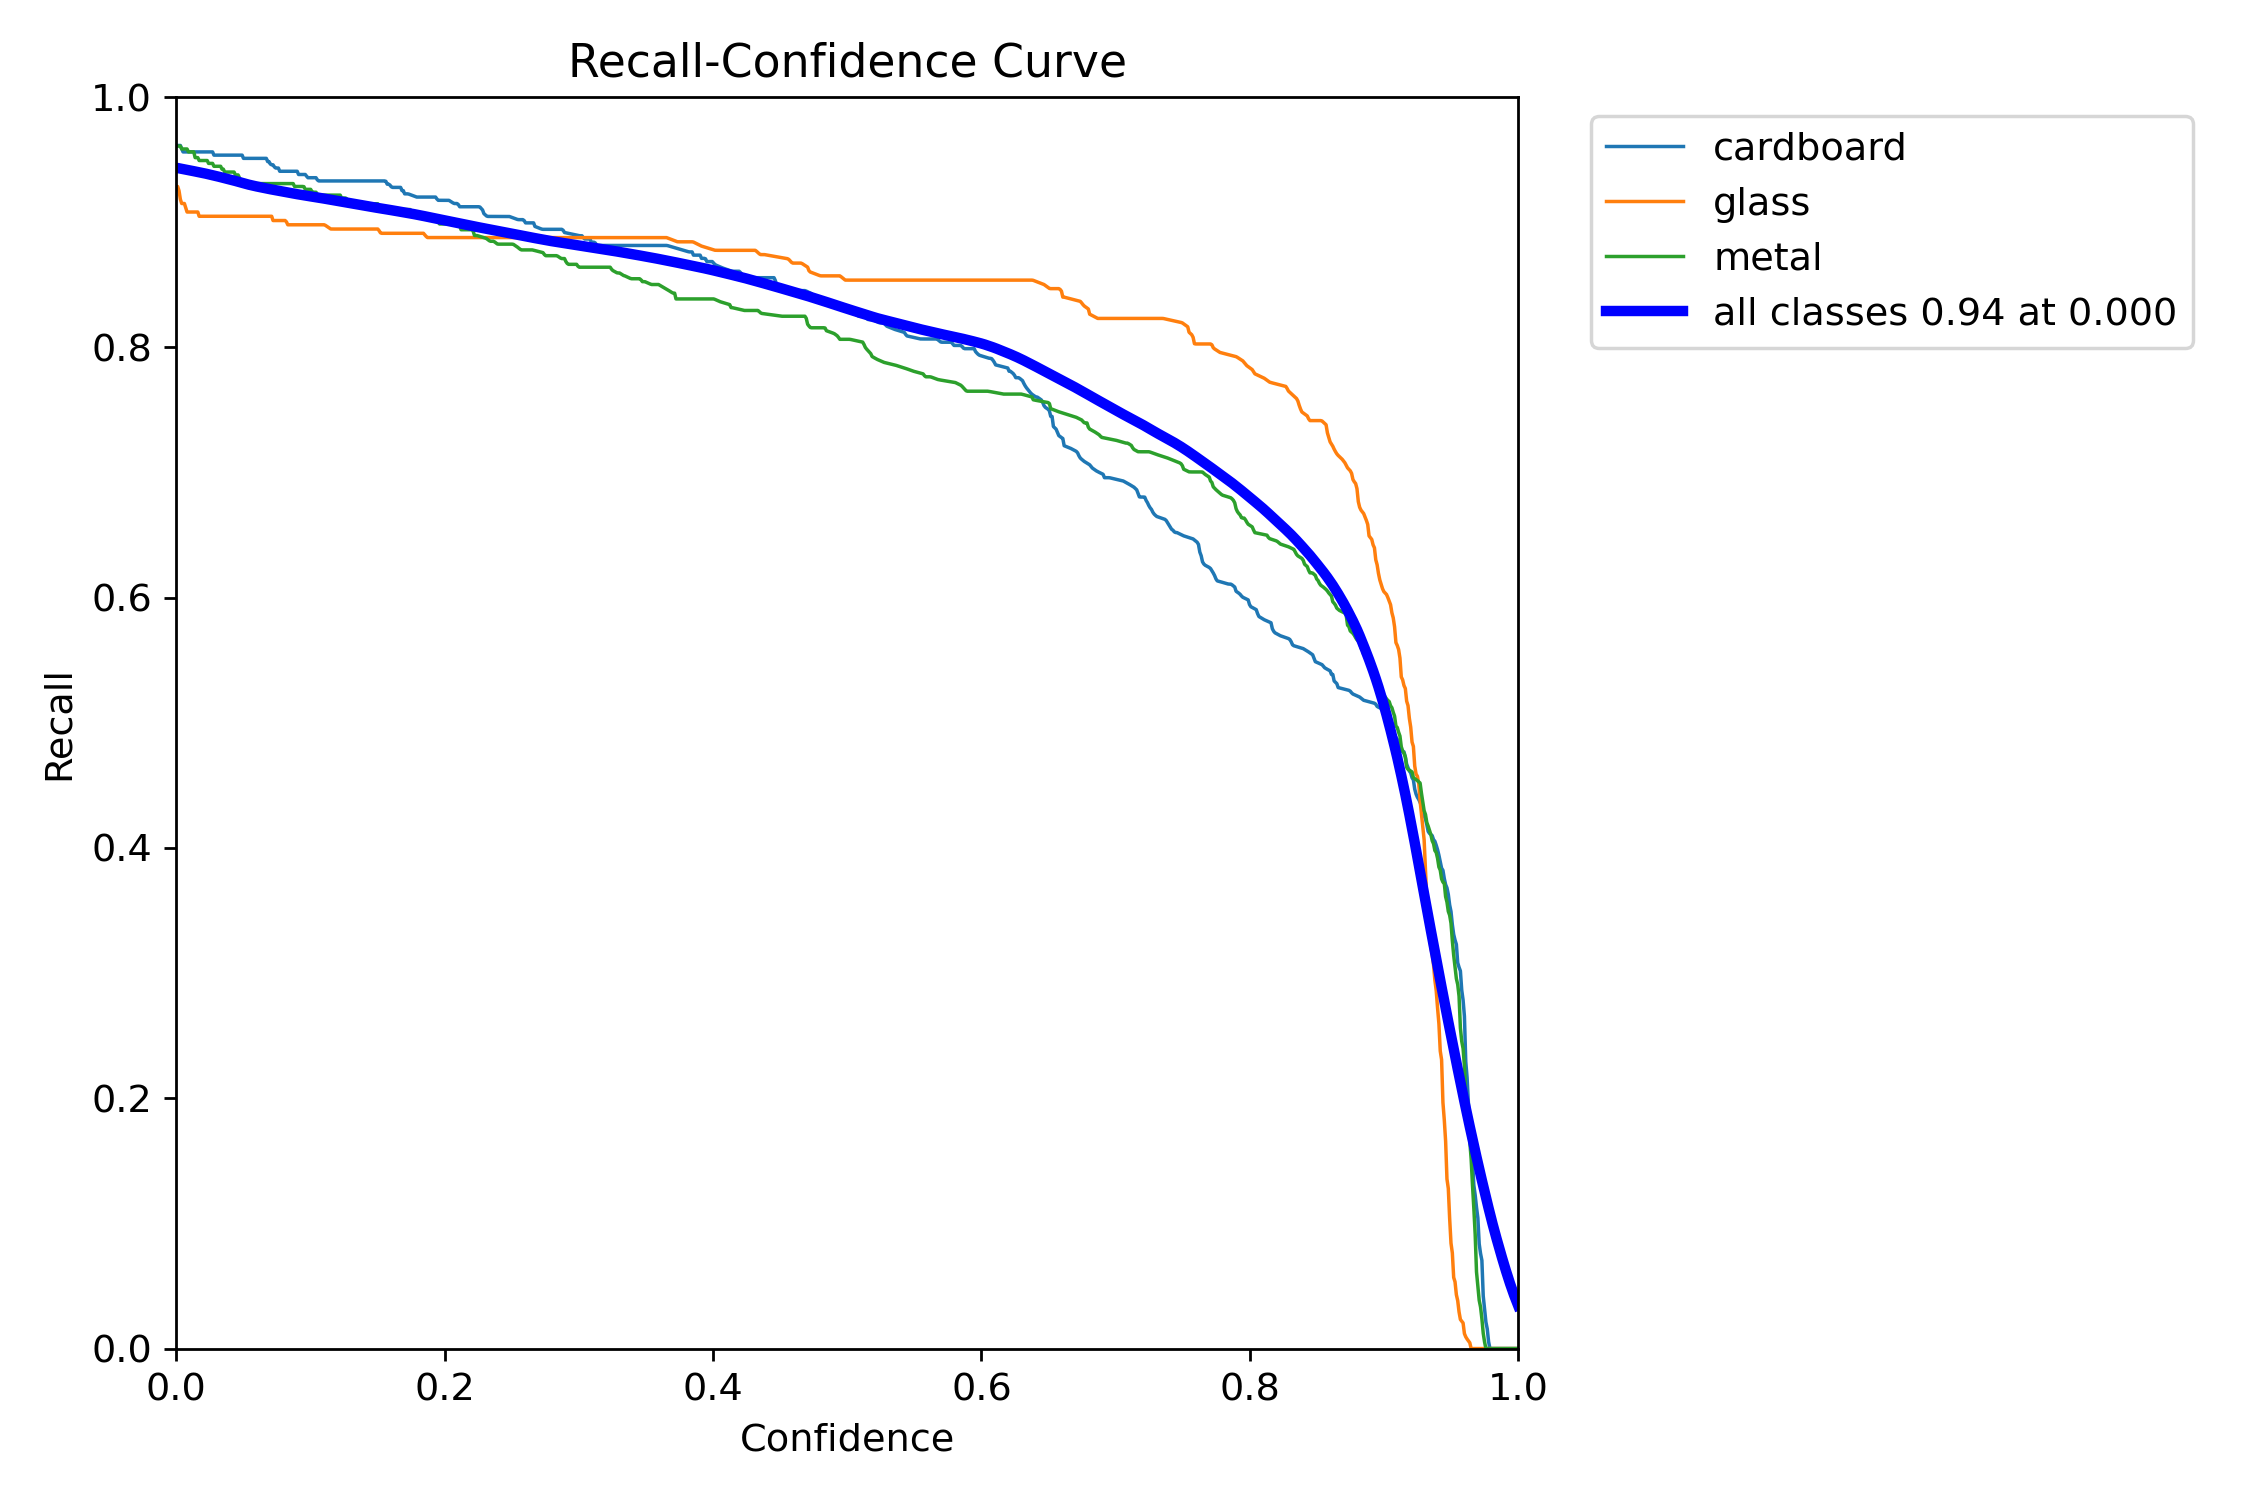 Recall-Confidence Curve
1.0
0.8
0.6
0.4
0.2
0.0
Recall
0.0 0.2 0.4 0.6 0.8 1.0
Confidence
cardboard
glass
metal
all classes 0.94 at 0.000